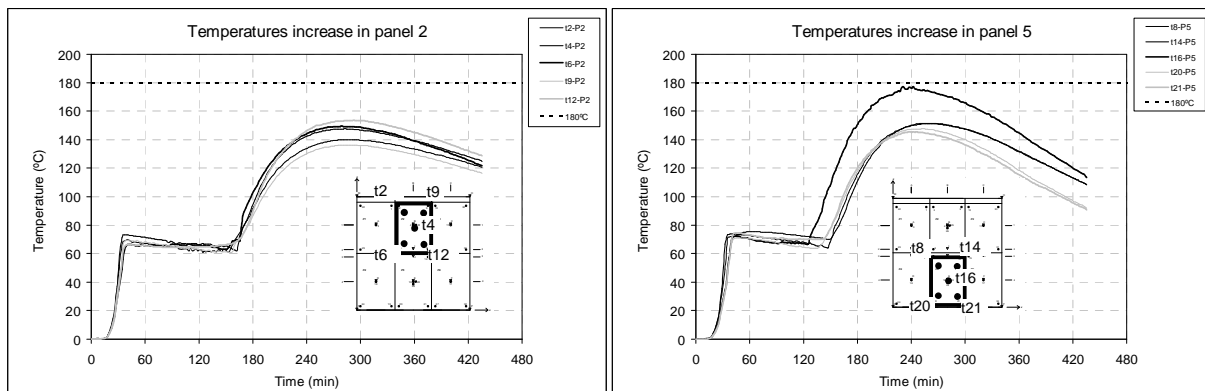 Temperatures increase in panel 2
t2-P2
t4-P2
t6-P2
t9-P2
t12-P2
180ºC
200
180
160
140
120
100
80
60
40
20
0
Temperature (ºC)
t2
t9
t4
t6
t12
0 60 120 180 240 300 360 420 480
Time (min)
Temperatures increase in panel 5
t8-P5
t14-P5
t16-P5
t20-P5
t21-P5
180ºC
200
180
160
140
120
100
80
60
40
20
0
Temperature (ºC)
t8
t14
t16
t20
t21
0 60 120 180 240 300 360 420 480
Time (min)